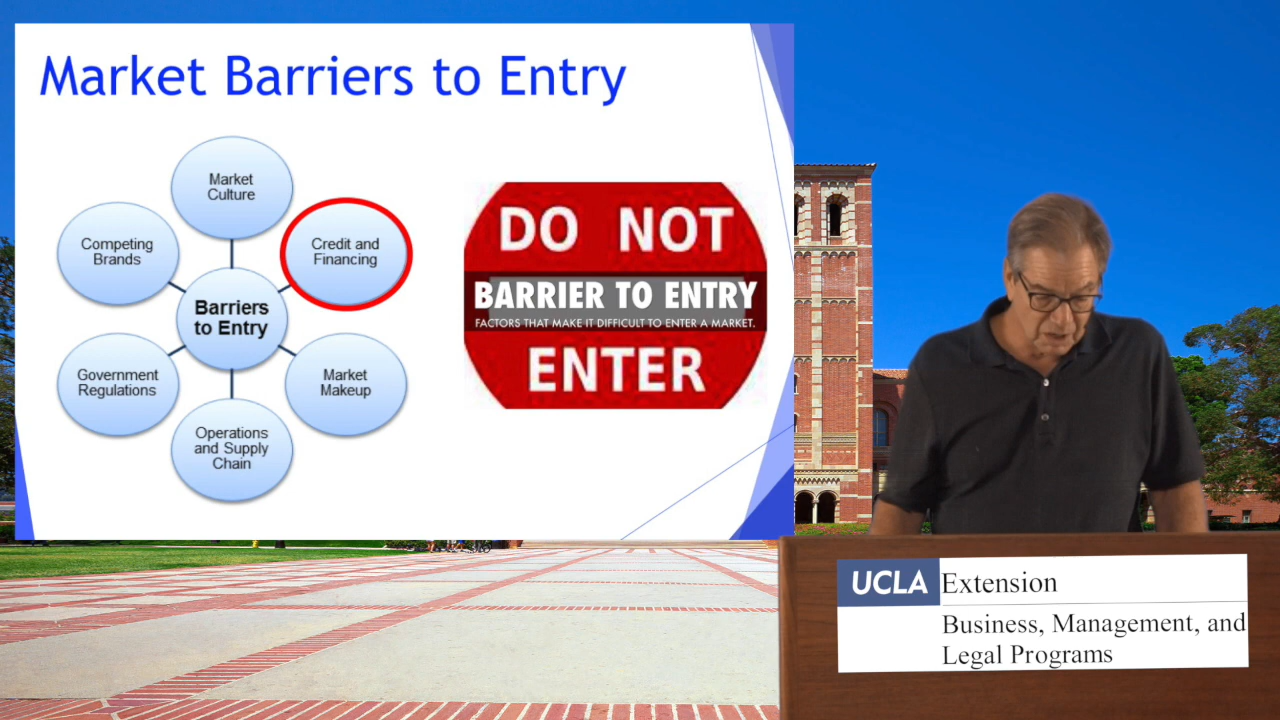 Market Barriers to Entry
Market
Culture
Credit and
Financing
Market
Makeup
Operations
and Supply
Chain
Government
Regulations
Competing
Brands
Barriers
to Entry
DO NOT
BARRIER TO ENTRY
FACTORS THAT MAKE IT DIFFICULT TO ENTER A MARKET.
ENTER
UCLA Extension
Business, Management, and
Legal Programs